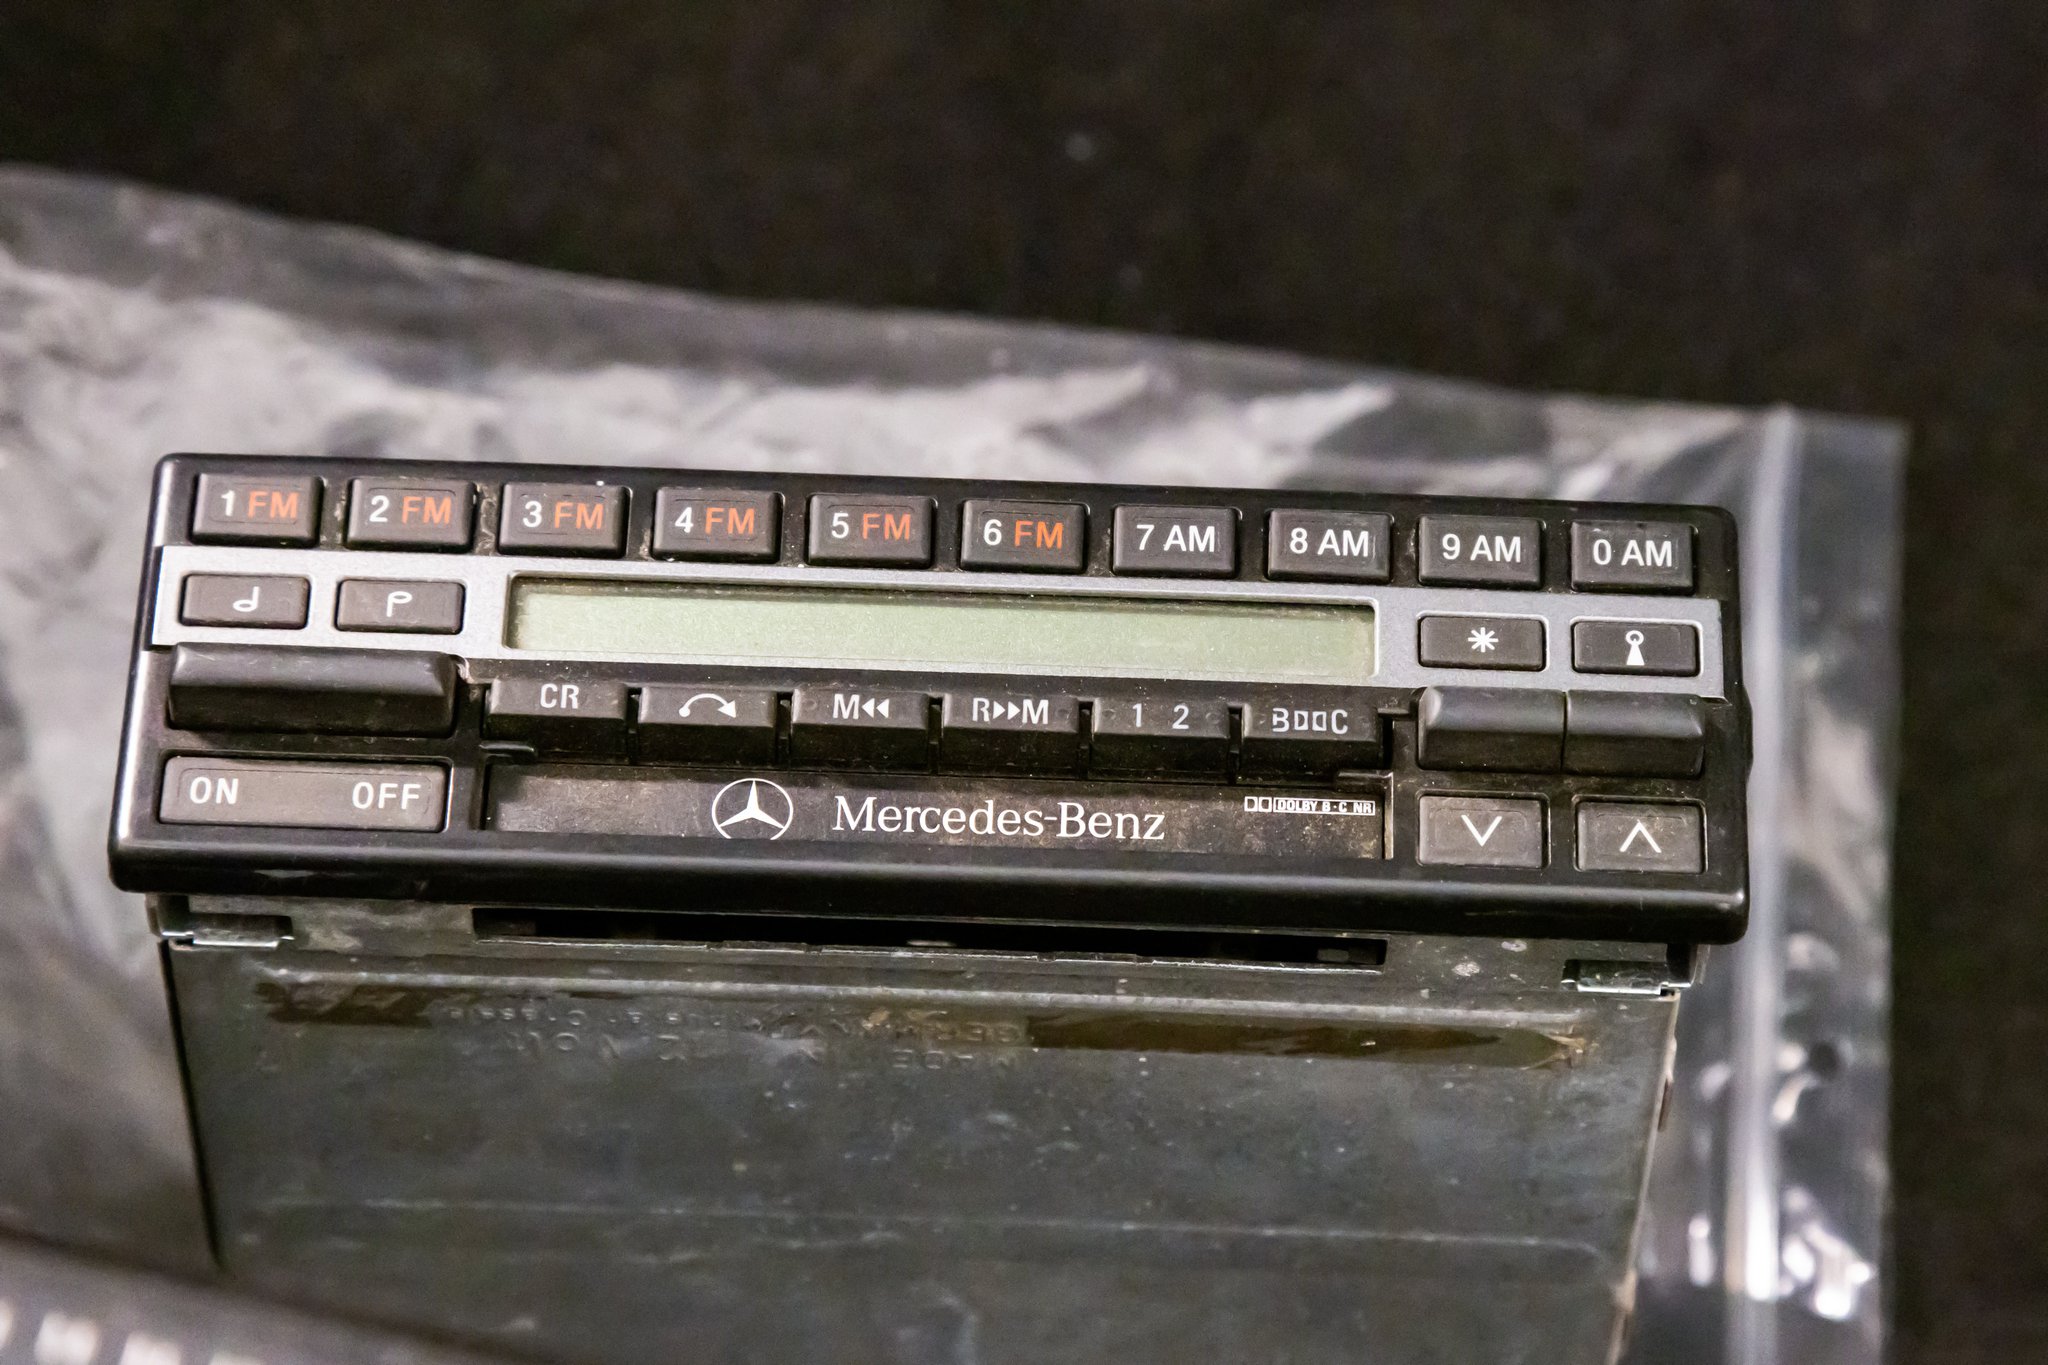 1 FM 2 FM 3 FM 4 FM 5 FM 6 FM 7 AM 8 AM 9 AM 0 AM
CR M R M 1 2 B C
ON OFF Mercedes-Benz DOLBY B·C NR